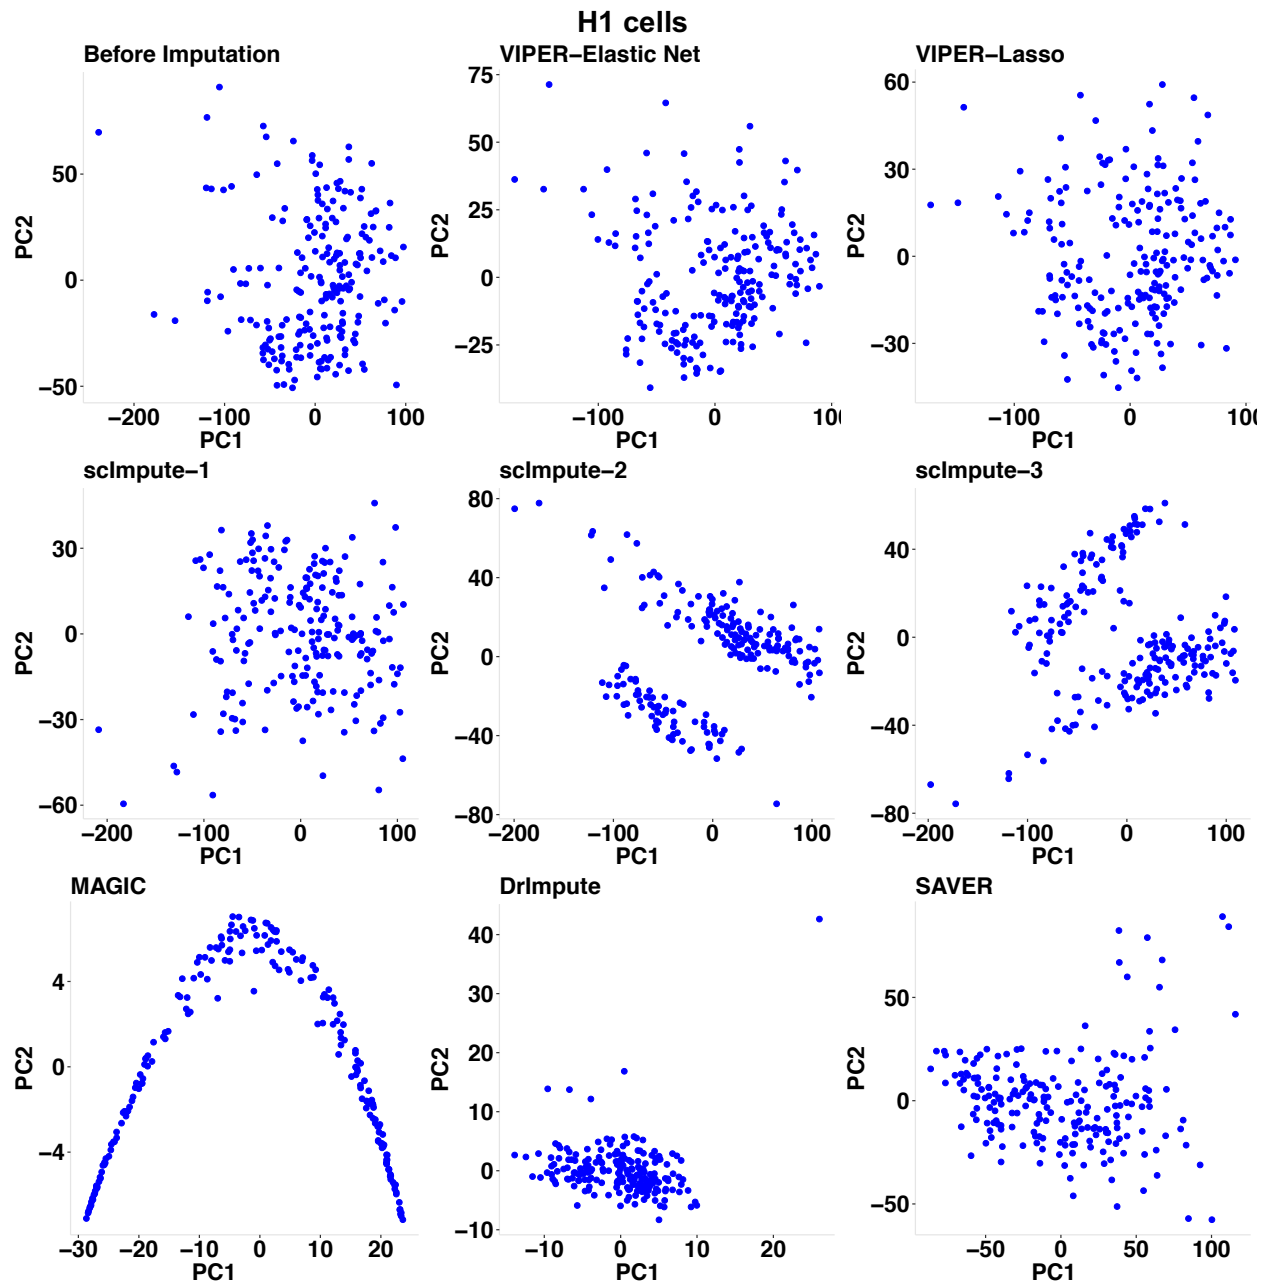 H1 cells
Before Imputation
VIPER−Elastic Net
VIPER−Lasso
50
0
−50
PC2
−200 −100 0 100
PC1
75
50
25
0
−25
PC2
−100 0 10
PC1
60
30
0
−30
−100 0 10
PC1
scImpute−1
scImpute−2
scImpute−3
30
0
−30
−60
PC2
−200 −100 0 100
PC1
80
40
0
−40
−80
PC2
−200 −100 0 100
PC1
40
0
−40
−80
PC2
−200 −100 0 100
PC1
MAGIC
DrImpute
SAVER
4
0
−4
PC2
−30 −20 −10 0 10 20
PC1
40
30
20
10
0
−10
PC2
−10 0 10 20
PC1
50
0
−50
PC2
−50 0 50 100
PC1